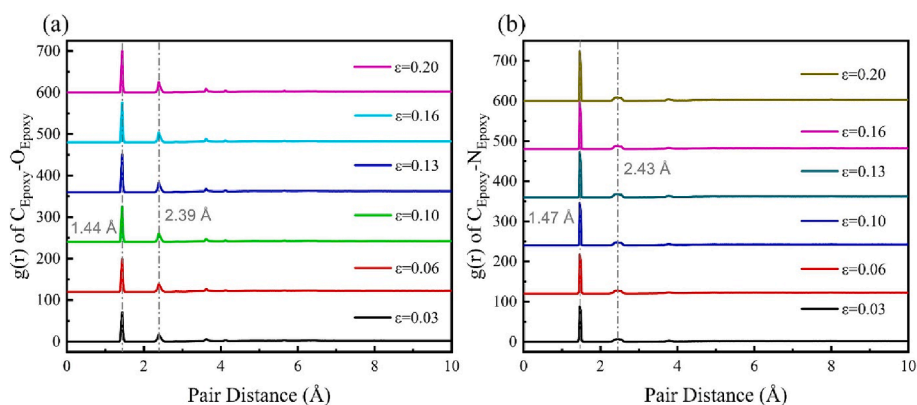 (a)
g(r) of C_Epoxy-O_Epoxy
700
600
500
400
300
200
100
0
ε=0.20
ε=0.16
ε=0.13
ε=0.10
ε=0.06
ε=0.03
1.44 Å
2.39 Å
0 2 4 6 8 10
Pair Distance (Å)
(b)
g(r) of C_Epoxy-N_Epoxy
700
600
500
400
300
200
100
0
ε=0.20
ε=0.16
ε=0.13
ε=0.10
ε=0.06
ε=0.03
1.47 Å
2.43 Å
0 2 4 6 8 10
Pair Distance (Å)